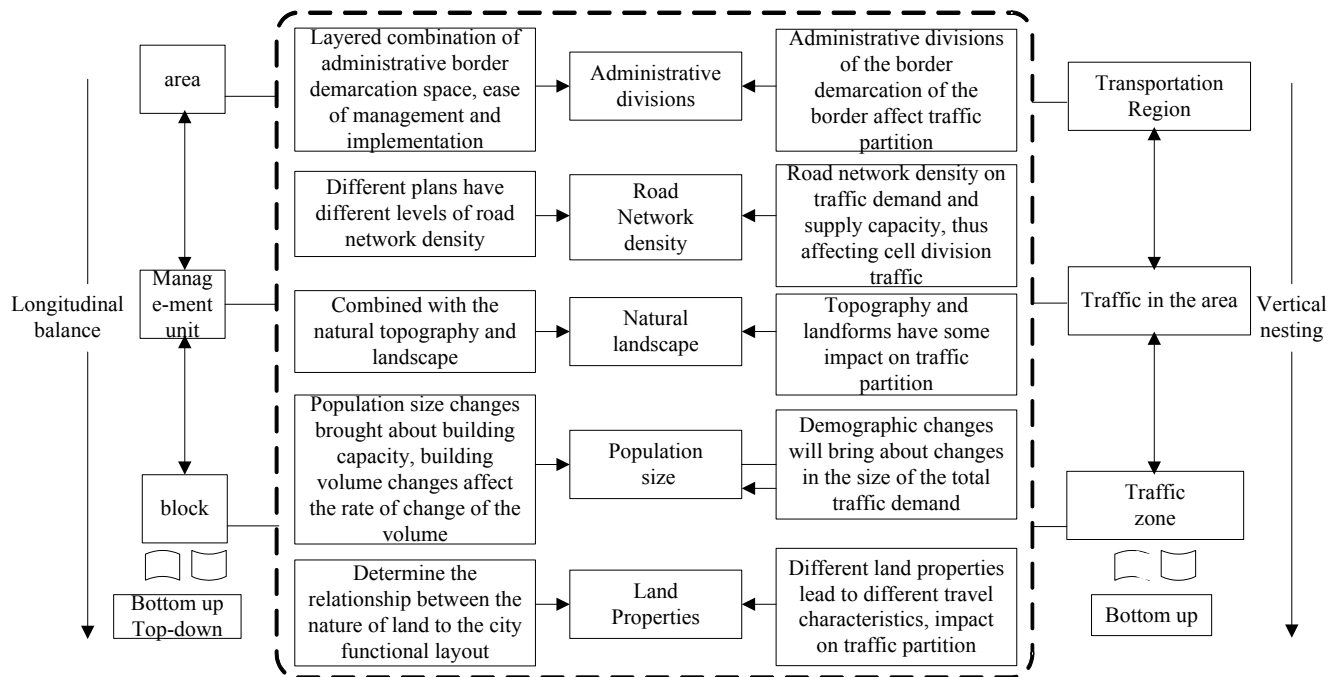 Longitudinal
balance
area
Manag
e-ment
unit
block
Bottom up
Top-down
Layered combination of
administrative border
demarcation space, ease
of management and
implementation
Administrative
divisions
Administrative divisions
of the border
demarcation of the
border affect traffic
partition
Different plans have
different levels of road
network density
Road
Network
density
Road network density on
traffic demand and
supply capacity, thus
affecting cell division
traffic
Combined with the
natural topography and
landscape
Natural
landscape
Topography and
landforms have some
impact on traffic
partition
Population size changes
brought about building
capacity, building
volume changes affect
the rate of change of the
volume
Population
size
Demographic changes
will bring about changes
in the size of the total
traffic demand
Determine the
relationship between the
nature of land to the city
functional layout
Land
Properties
Different land properties
lead to different travel
characteristics, impact
on traffic partition
Transportation
Region
Traffic in the area
Traffic
zone
Bottom up
Vertical
nesting